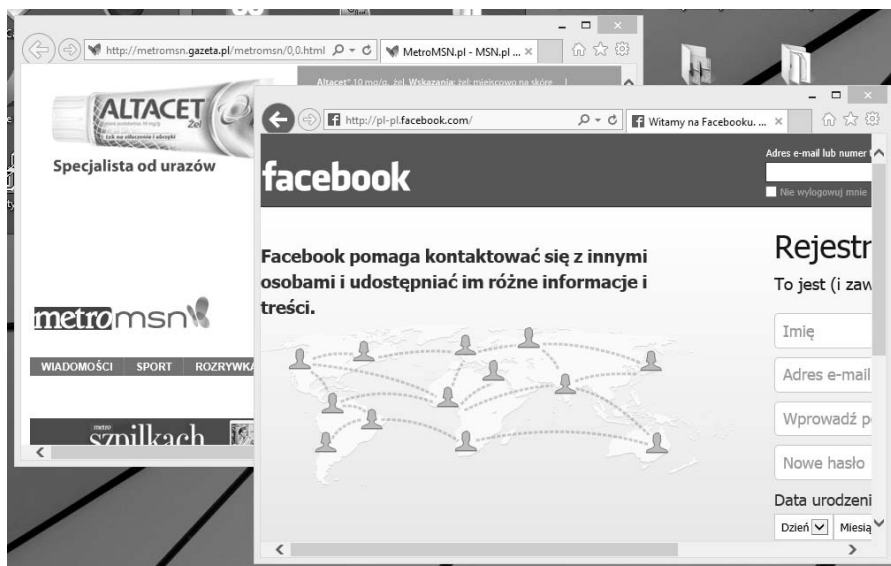 http://metromsn.gazeta.pl/metromsn/0,0.html
MetroMSN.pl - MSN.pl ...
Altacet® 10 mg/g, żel. Wskazania: żel: miejscowo na skórę
ALTACET
Żel
Specjalista od urazów
metromsn
WIADOMOŚCI SPORT ROZRYWKA
metro
szpilkach
http://pl-pl.facebook.com/
Witamy na Facebooku. ...
facebook
Adres e-mail lub numer t
Nie wylogowuj mnie
Facebook pomaga kontaktować się z innymi
osobami i udostępniać im różne informacje i
treści.
Rejestr
To jest (i zaw
Imię
Adres e-mail
Wprowadź p
Nowe hasło
Data urodzeni
Dzień Miesią